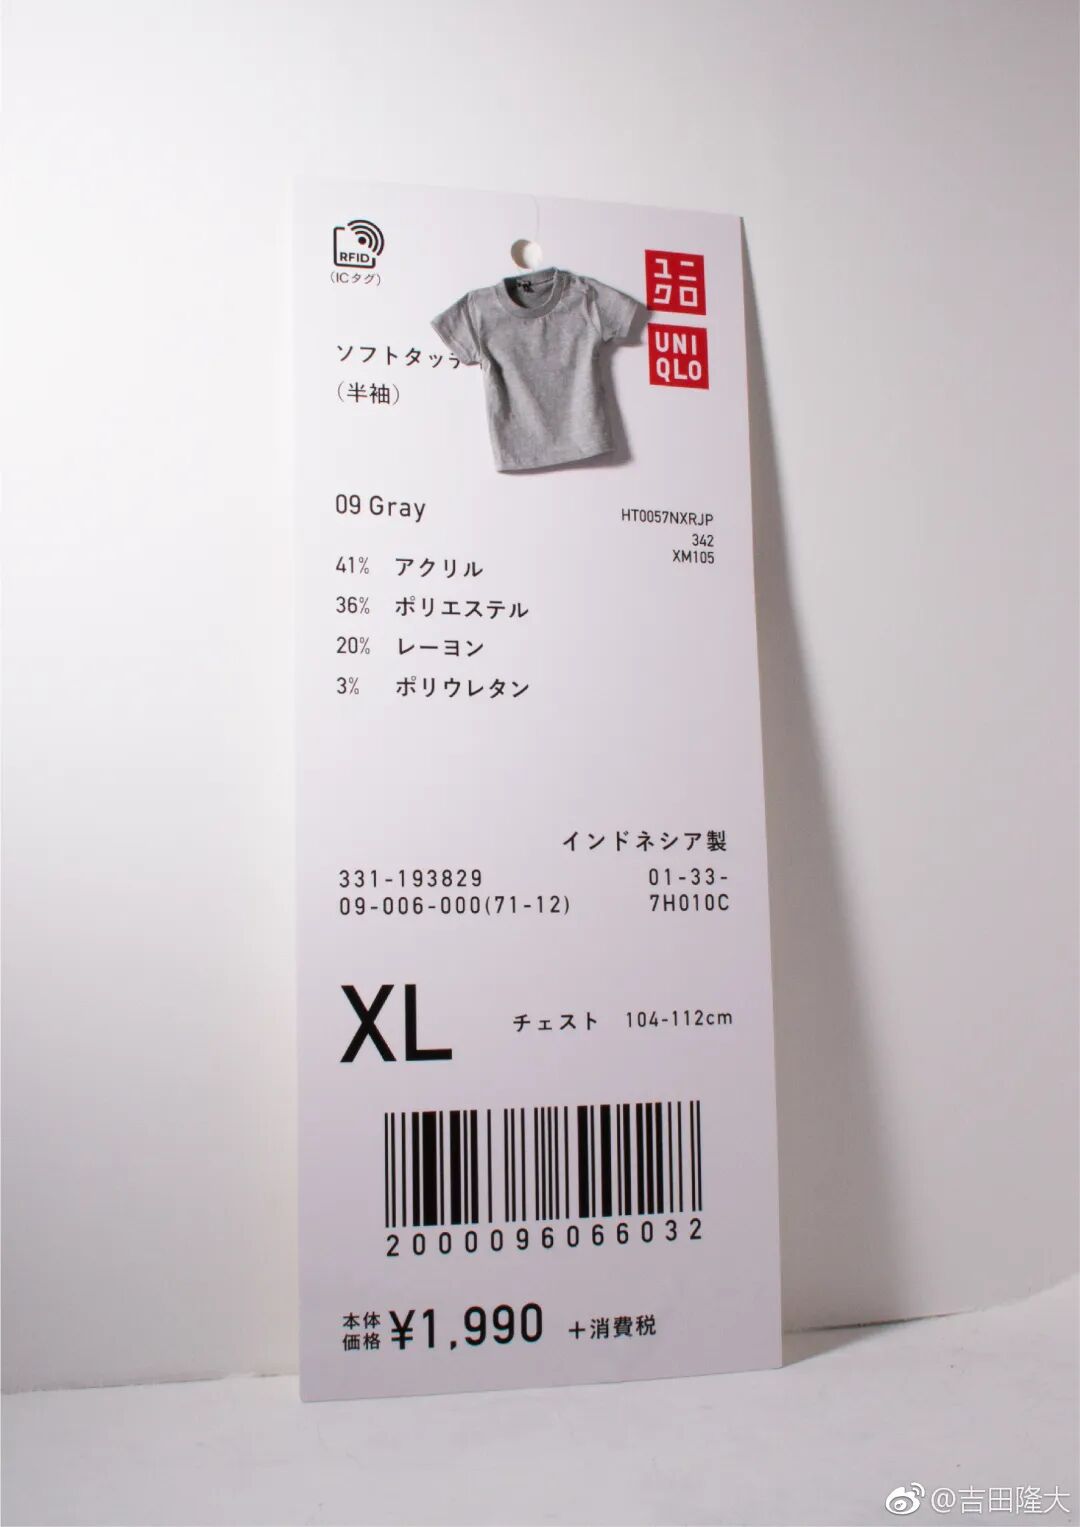 RFID
(ICタグ)
ユニ
クロ
UNI
QLO
(半袖)
09 Gray
HT0057NXRJP
342
XM105
41% アクリル
36% ポリエステル
20% レーヨン
3% ポリウレタン
インドネシア製
331-193829
09-006-000(71-12)
01-33-
7H010C
XL
チェスト 104-112cm
2000096066032
本体
価格
¥1,990 +消費税
@吉田隆大